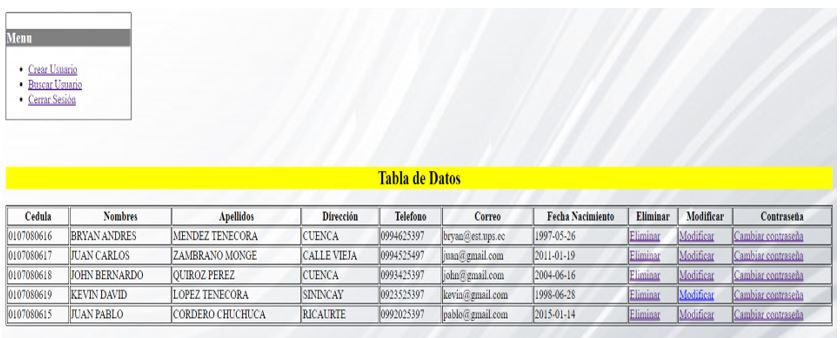 Menu
Crear Usuario
Buscar Usuario
Cerrar Sesión
Tabla de Datos
Cedula Nombres Apellidos Dirección Telefono Correo Fecha Nacimiento Eliminar Modificar Contraseña
0107080616 BRYAN ANDRES MENDEZ TENECORA CUENCA 0994625397 bryan@est.ups.ec 1997-05-26 Eliminar Modificar Cambiar contraseña
0107080617 JUAN CARLOS ZAMBRANO MONGE CALLE VIEJA 0994525497 juan@gmail.com 2011-01-19 Eliminar Modificar Cambiar contraseña
0107080618 JOHN BERNARDO QUIROZ PEREZ CUENCA 0993425397 john@gmail.com 2004-06-16 Eliminar Modificar Cambiar contraseña
0107080619 KEVIN DAVID LOPEZ TENECORA SININCAY 0923525397 kevin@gmail.com 1998-06-28 Eliminar Modificar Cambiar contraseña
0107080615 JUAN PABLO CORDERO CHUCHUCA RICAURTE 0992025397 pablo@gmail.com 2015-01-14 Eliminar Modificar Cambiar contraseña